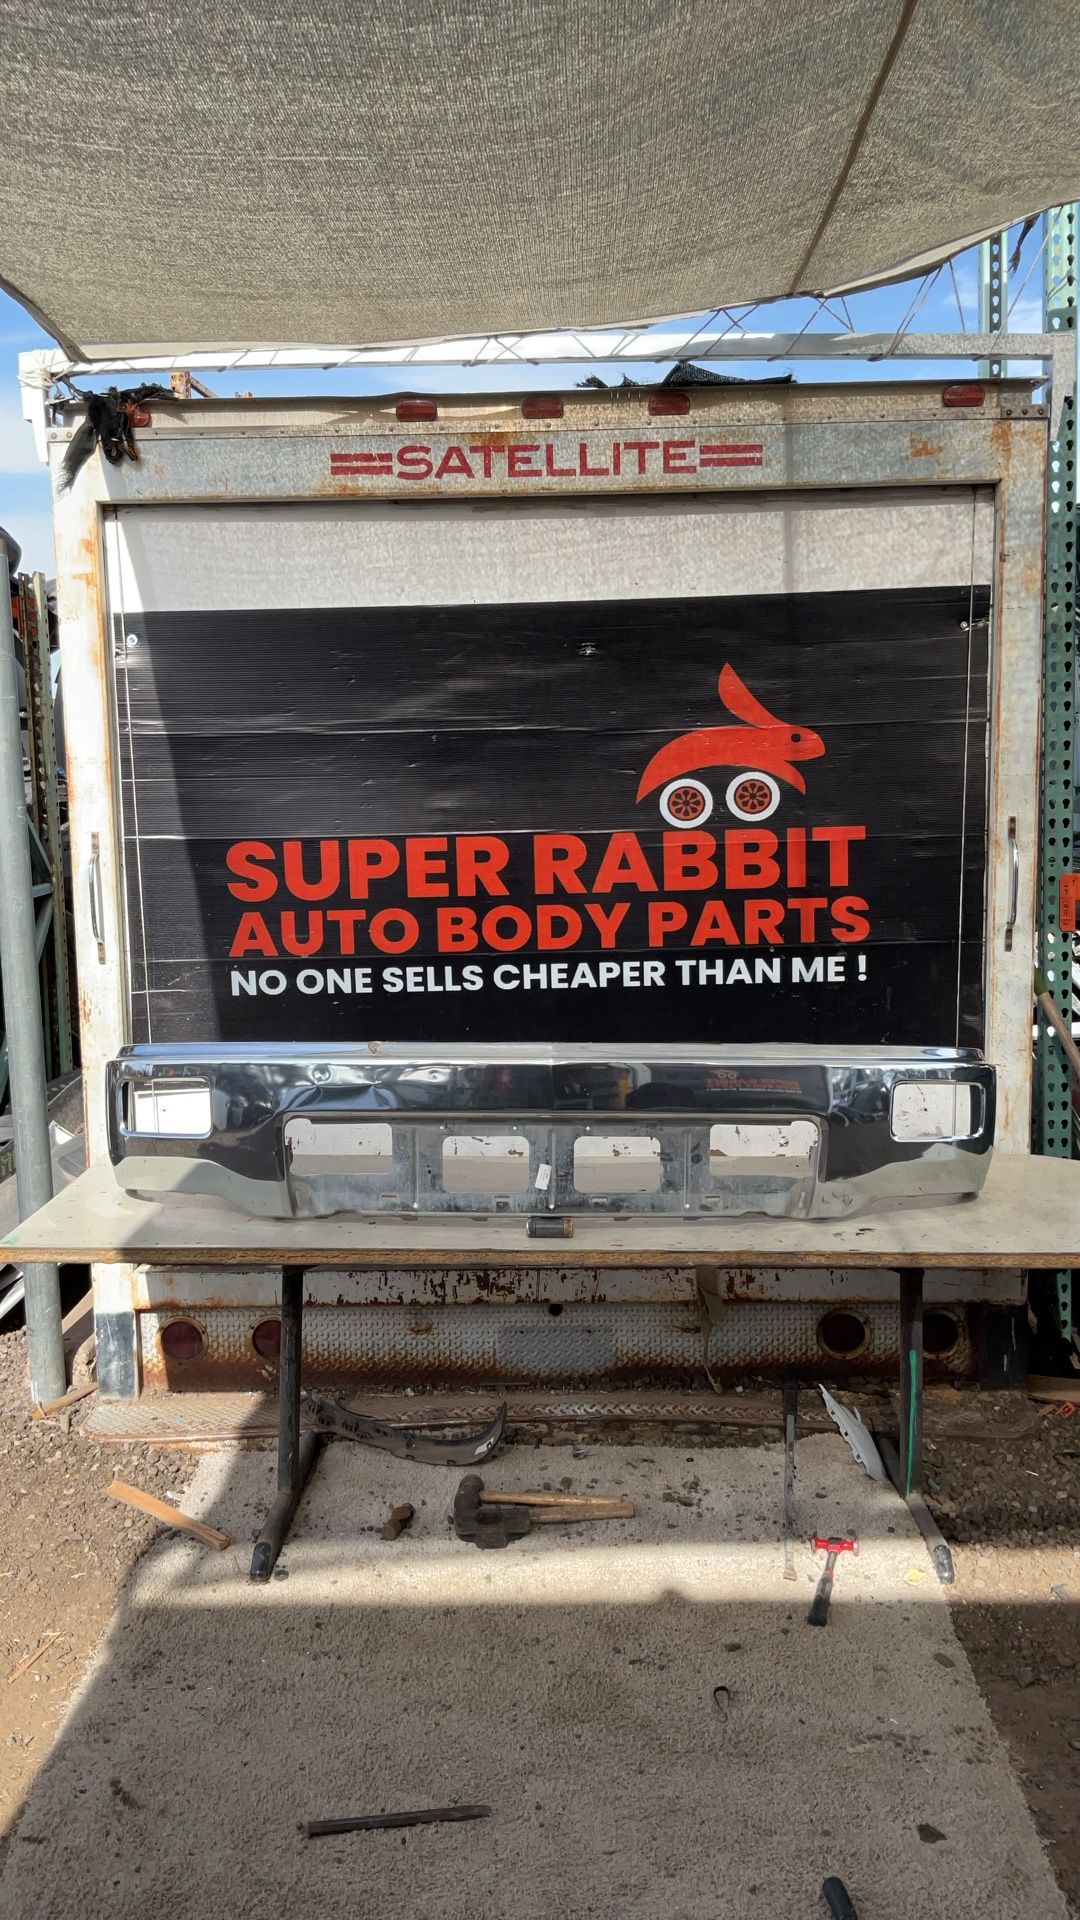 SATELLITE
SUPER RABBIT
AUTO BODY PARTS
NO ONE SELLS CHEAPER THAN ME !